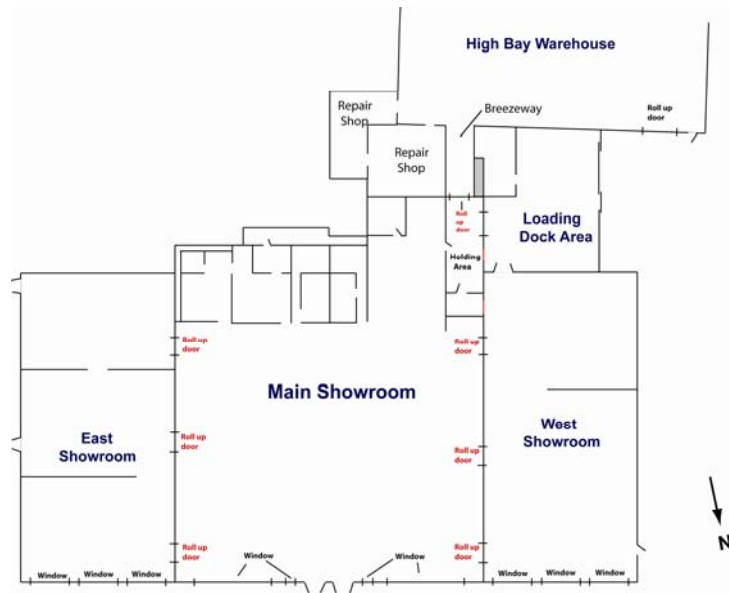 High Bay Warehouse
Roll up
door
Breezeway
Repair
Shop
Repair
Shop
Roll
up
door
Loading
Dock Area
Holding
Area
Roll up
door
Roll up
door
Main Showroom
East
Showroom
West
Showroom
Roll up
door
Roll up
door
Roll up
door
Roll up
door
N
Window
Window
Window Window Window
Window Window Window